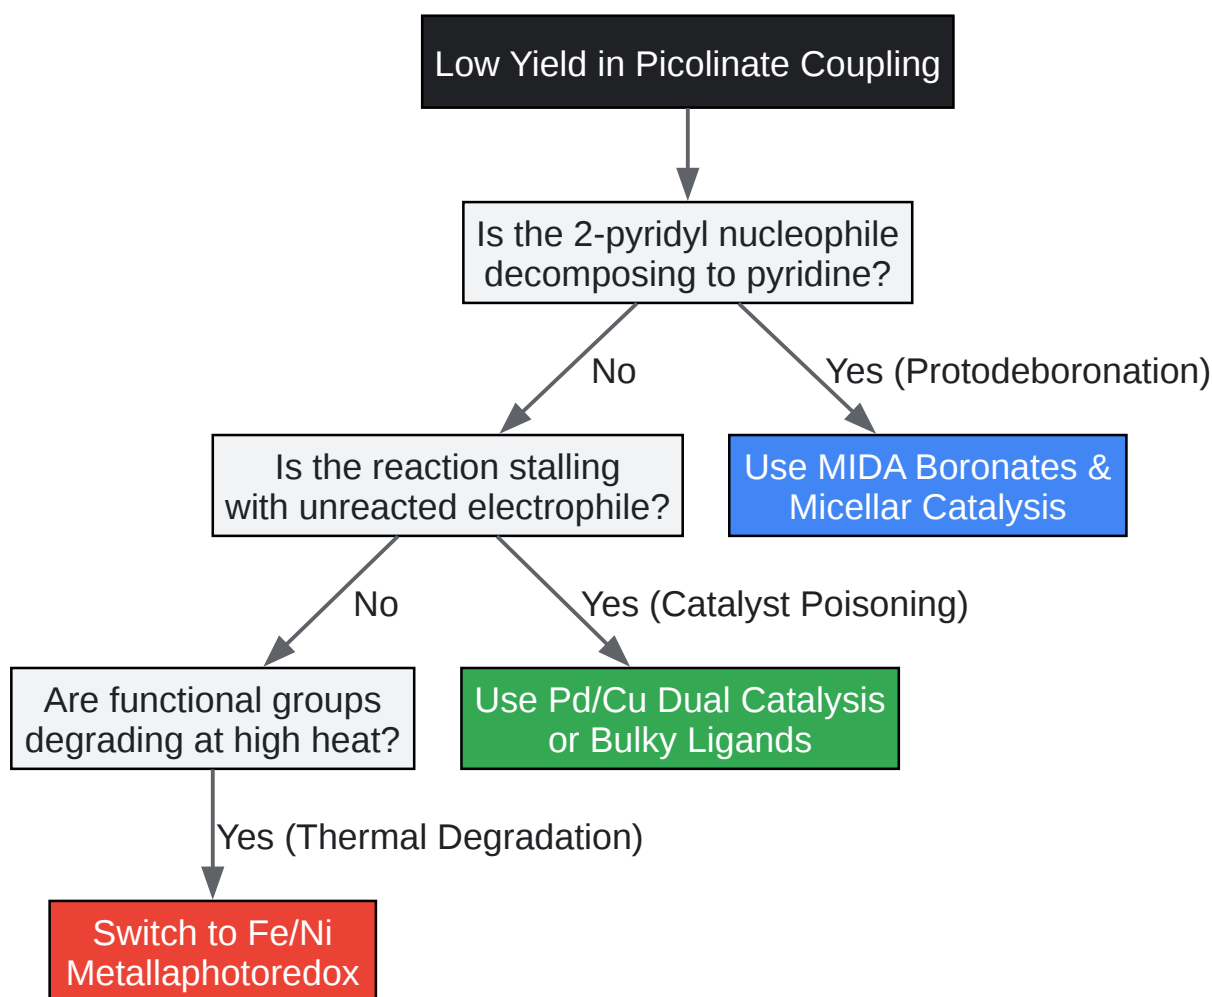 Low Yield in Picolinate Coupling
Is the 2-pyridyl nucleophile
decomposing to pyridine?
No
Yes (Protodeboronation)
Is the reaction stalling
with unreacted electrophile?
Use MIDA Boronates &
Micellar Catalysis
No
Yes (Catalyst Poisoning)
Are functional groups
degrading at high heat?
Use Pd/Cu Dual Catalysis
or Bulky Ligands
Yes (Thermal Degradation)
Switch to Fe/Ni
Metallaphotoredox